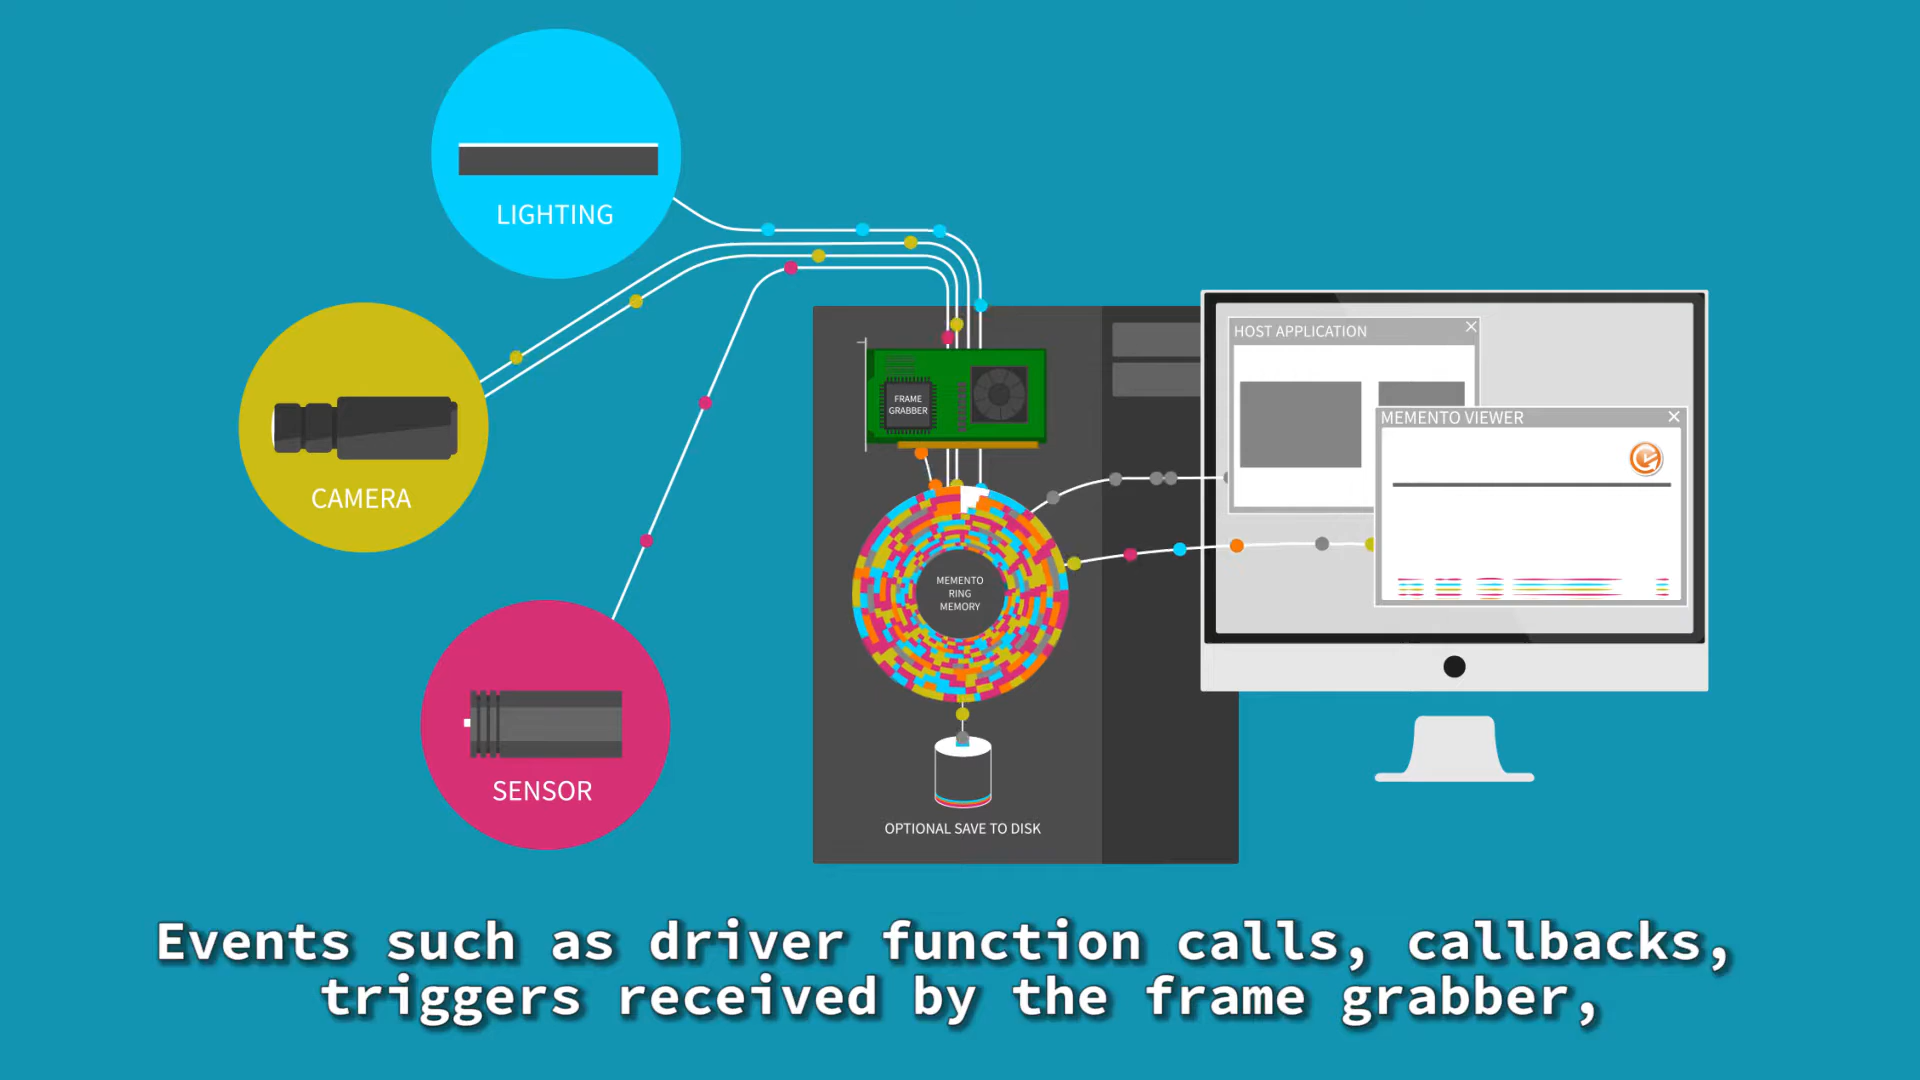 LIGHTING
CAMERA
SENSOR
FRAME
GRABBER
MEMENTO
RING
MEMORY
OPTIONAL SAVE TO DISK
HOST APPLICATION
MEMENTO VIEWER
Events such as driver function calls, callbacks,
triggers received by the frame grabber,